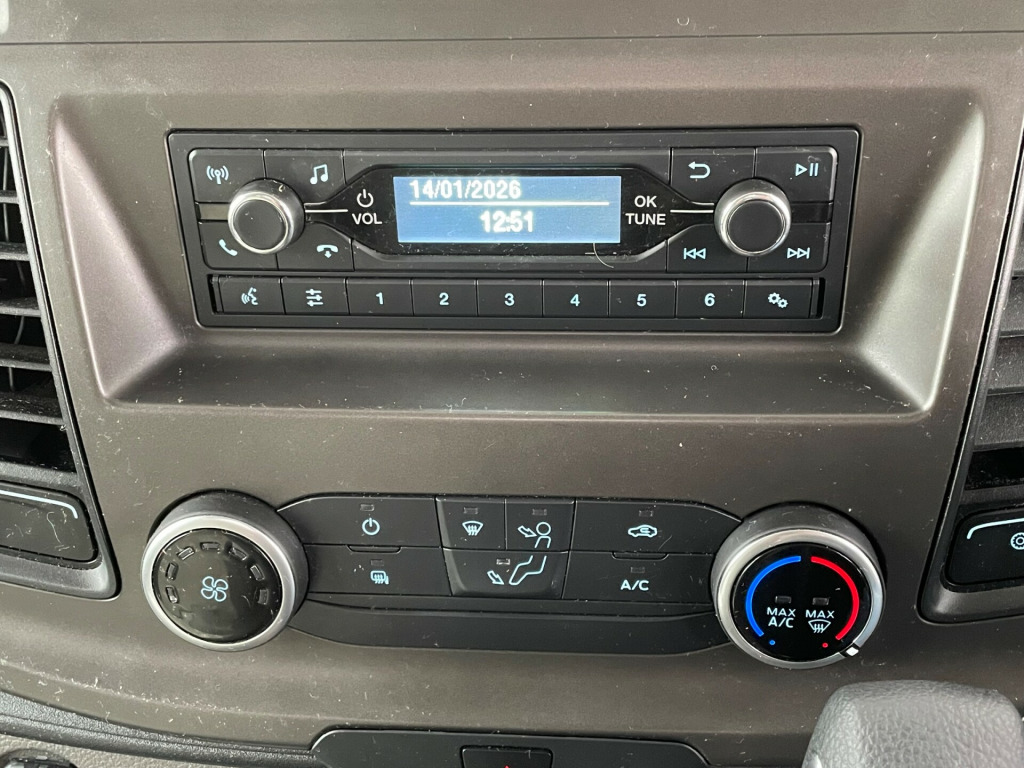 14/01/2026
12:51
VOL
OK
TUNE
1 2 3 4 5 6
A/C
MAX
A/C
MAX